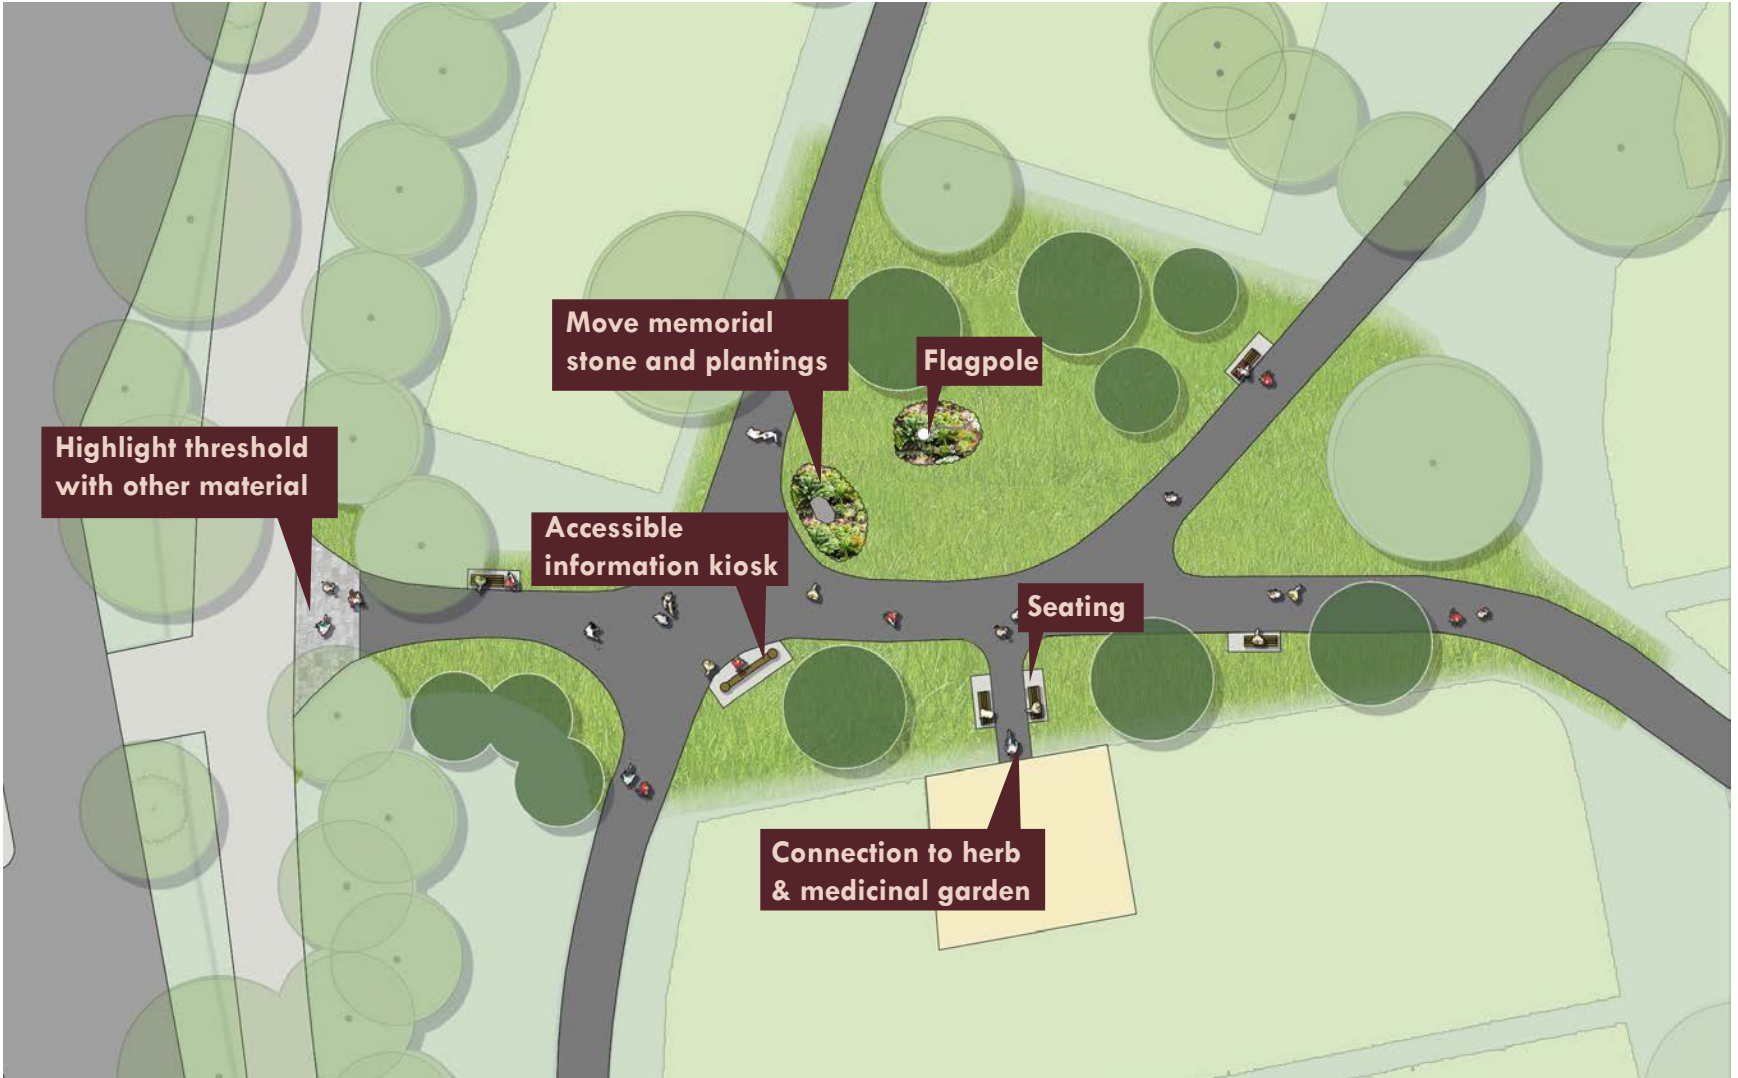 Move memorial
stone and plantings
Flagpole
Highlight threshold
with other material
Accessible
information kiosk
Seating
Connection to herb
& medicinal garden